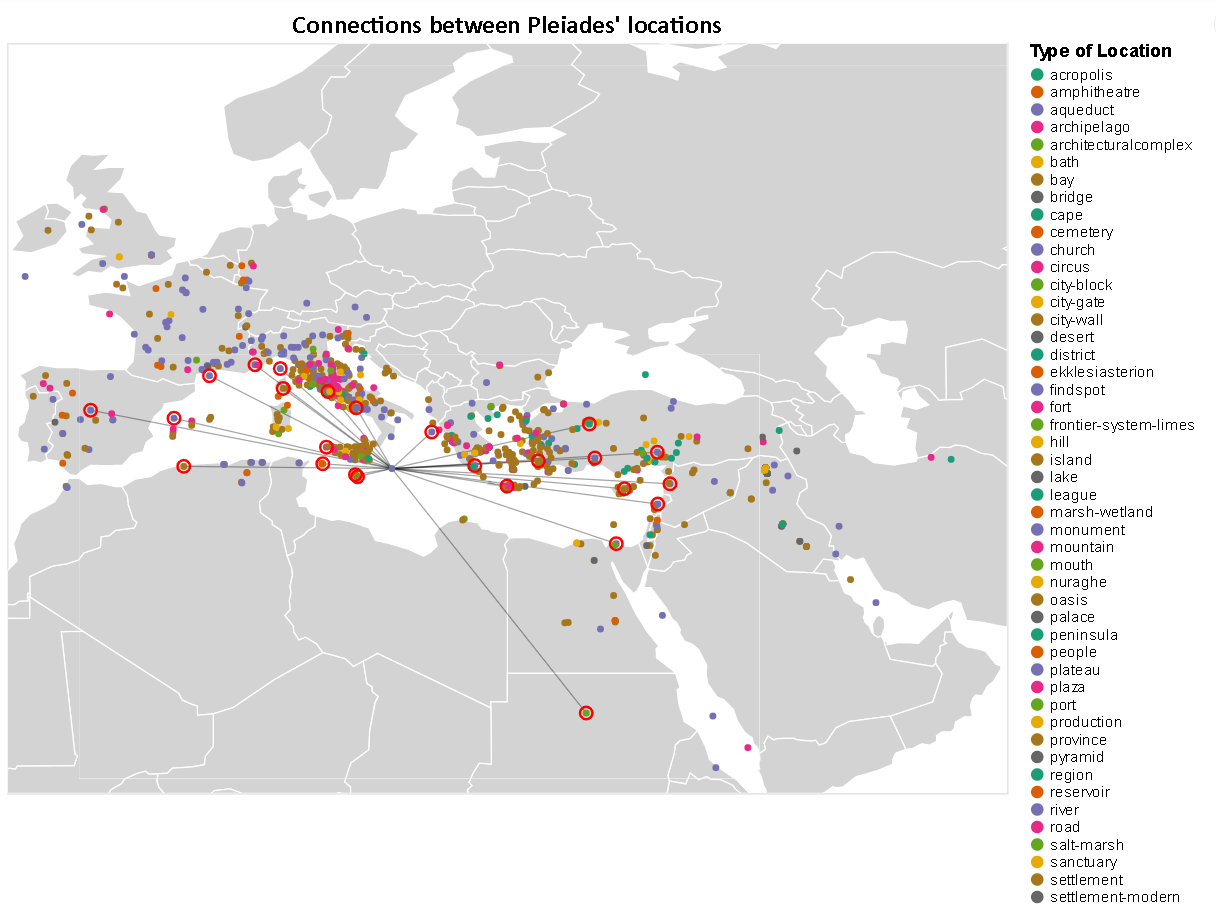 Connections between Pleiades' locations
Type of Location
acropolis
amphitheatre
aqueduct
archipelago
architecturalcomplex
bath
bay
bridge
cape
cemetery
church
circus
city-block
city-gate
city-wall
desert
district
ekklesiasterion
findspot
fort
frontier-system-limes
hill
island
lake
league
marsh-wetland
monument
mountain
mouth
nuraghe
oasis
palace
peninsula
people
plateau
plaza
port
production
province
pyramid
region
reservoir
river
road
salt-marsh
sanctuary
settlement
settlement-modern